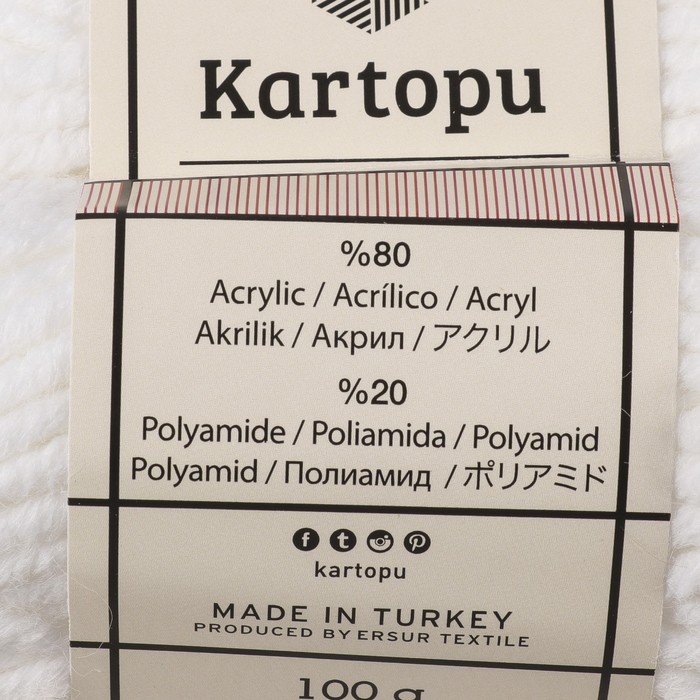 Kartopu
%80
Acrylic / Acrílico / Acryl
Akrilik / Акрил / アクリル
%20
Polyamide / Poliamida / Polyamid
Polyamid / Полиамид / ポリアミド
kartopu
MADE IN TURKEY
PRODUCED BY ERSUR TEXTILE
100 g